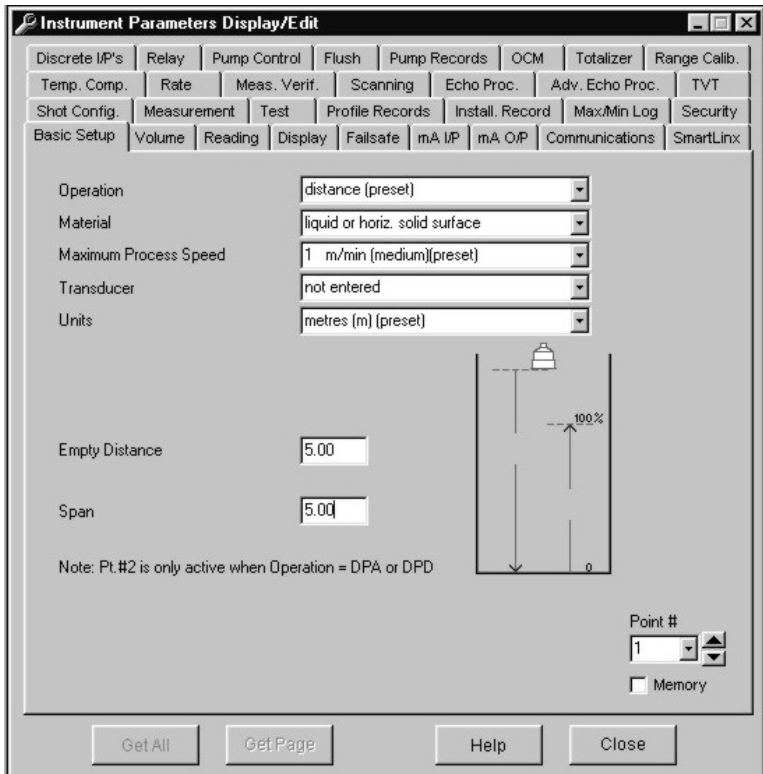 Instrument Parameters Display/Edit
Discrete I/P's Relay Pump Control Flush Pump Records OCM Totalizer Range Calib.
Temp. Comp. Rate Meas. Verif. Scanning Echo Proc. Adv. Echo Proc. TVT
Shot Config. Measurement Test Profile Records Install. Record Max/Min Log Security
Basic Setup Volume Reading Display Failsafe mA I/P mA O/P Communications SmartLinx
Operation distance (preset)
Material liquid or horiz. solid surface
Maximum Process Speed 1 m/min (medium)(preset)
Transducer not entered
Units metres (m) (preset)
100%
Empty Distance 5.00
Span 5.00
Note: Pt.#2 is only active when Operation = DPA or DPD
0
Point #
1
Memory
Get All Get Page Help Close